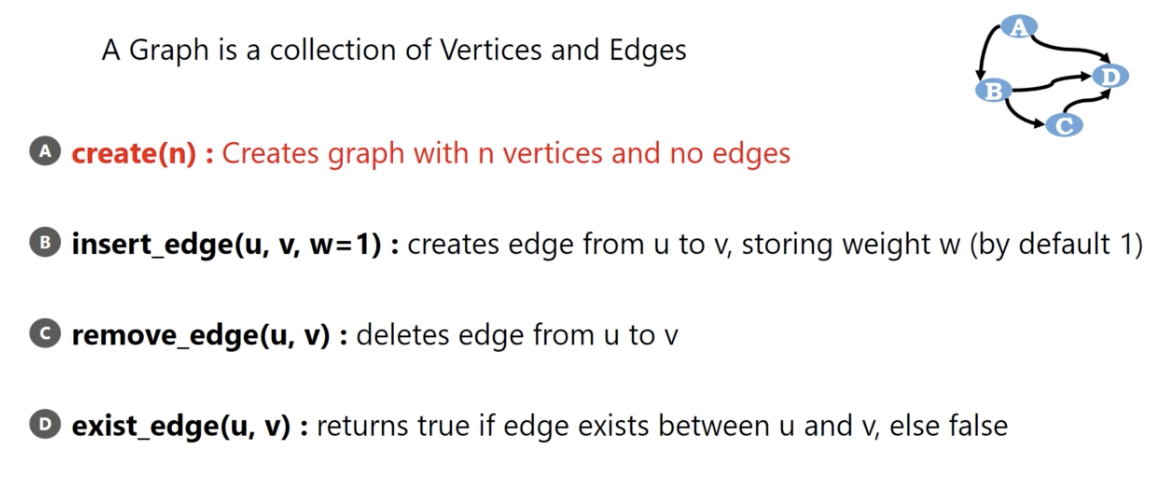 A Graph is a collection of Vertices and Edges
A
D
B
C
A create(n) : Creates graph with n vertices and no edges
B insert_edge(u, v, w=1) : creates edge from u to v, storing weight w (by default 1)
C remove_edge(u, v) : deletes edge from u to v
D exist_edge(u, v) : returns true if edge exists between u and v, else false